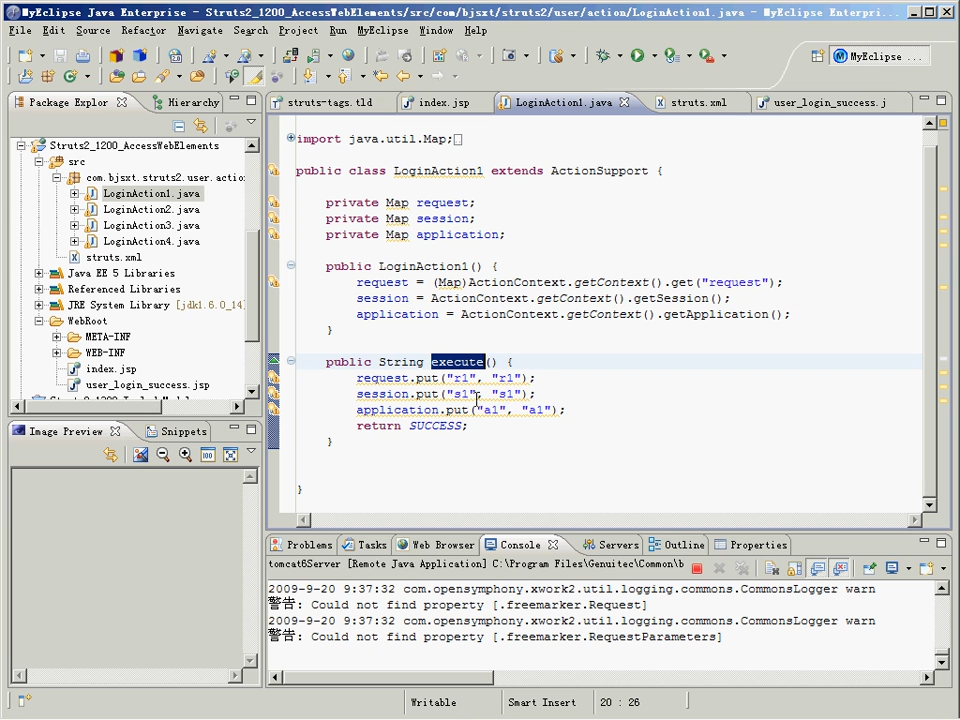 MyEclipse Java Enterprise - Struts2_1200_AccessWebElements/src/com/bjsxt/struts2/user/action/LoginAction1.java - MyEclipse Enterpri...
File Edit Source Refactor Navigate Search Project Run MyEclipse Window Help
MyEclipse ...
Package Explor
Hierarchy
struts-tags.tld
index.jsp
LoginAction1.java
struts.xml
user_login_success.j
Struts2_1200_AccessWebElements
src
com.bjsxt.struts2.user.actio
LoginAction1.java
LoginAction2.java
LoginAction3.java
LoginAction4.java
struts.xml
Java EE 5 Libraries
Referenced Libraries
JRE System Library [jdk1.6.0_14]
WebRoot
META-INF
WEB-INF
index.jsp
user_login_success.jsp
import java.util.Map;
public class LoginAction1 extends ActionSupport {
private Map request;
private Map session;
private Map application;
public LoginAction1() {
request = (Map)ActionContext.getContext().get("request");
session = ActionContext.getContext().getSession();
application = ActionContext.getContext().getApplication();
}
public String execute() {
request.put("r1", "r1");
session.put("s1", "s1");
application.put("a1", "a1");
return SUCCESS;
}
}
Image Preview
Snippets
100
Problems
Tasks
Web Browser
Console
Servers
Outline
Properties
tomcat6Server [Remote Java Application] C:\Program Files\Genuitec\Common\b
2009-9-20 9:37:32 com.opensymphony.xwork2.util.logging.commons.CommonsLogger warn
警告: Could not find property [.freemarker.Request]
2009-9-20 9:37:32 com.opensymphony.xwork2.util.logging.commons.CommonsLogger warn
警告: Could not find property [.freemarker.RequestParameters]
Writable
Smart Insert
20 : 26